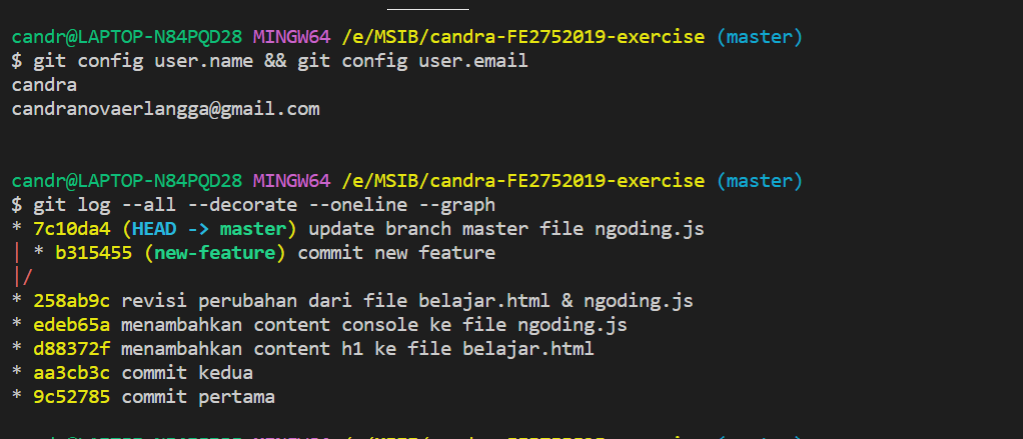 candr@LAPTOP-N84PQD28 MINGW64 /e/MSIB/candra-FE2752019-exercise (master)
$ git config user.name && git config user.email
candra
candranovaerlangga@gmail.com
candr@LAPTOP-N84PQD28 MINGW64 /e/MSIB/candra-FE2752019-exercise (master)
$ git log --all --decorate --oneline --graph
* 7c10da4 (HEAD -> master) update branch master file ngoding.js
| * b315455 (new-feature) commit new feature
|/
* 258ab9c revisi perubahan dari file belajar.html & ngoding.js
* edeb65a menambahkan content console ke file ngoding.js
* d88372f menambahkan content h1 ke file belajar.html
* aa3cb3c commit kedua
* 9c52785 commit pertama